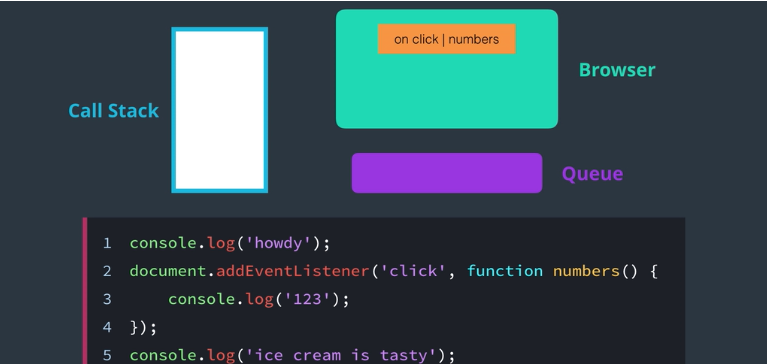 on click | numbers
Browser
Call Stack
Queue
1 console.log('howdy');
2 document.addEventListener('click', function numbers() {
3     console.log('123');
4 });
5 console.log('ice cream is tasty');